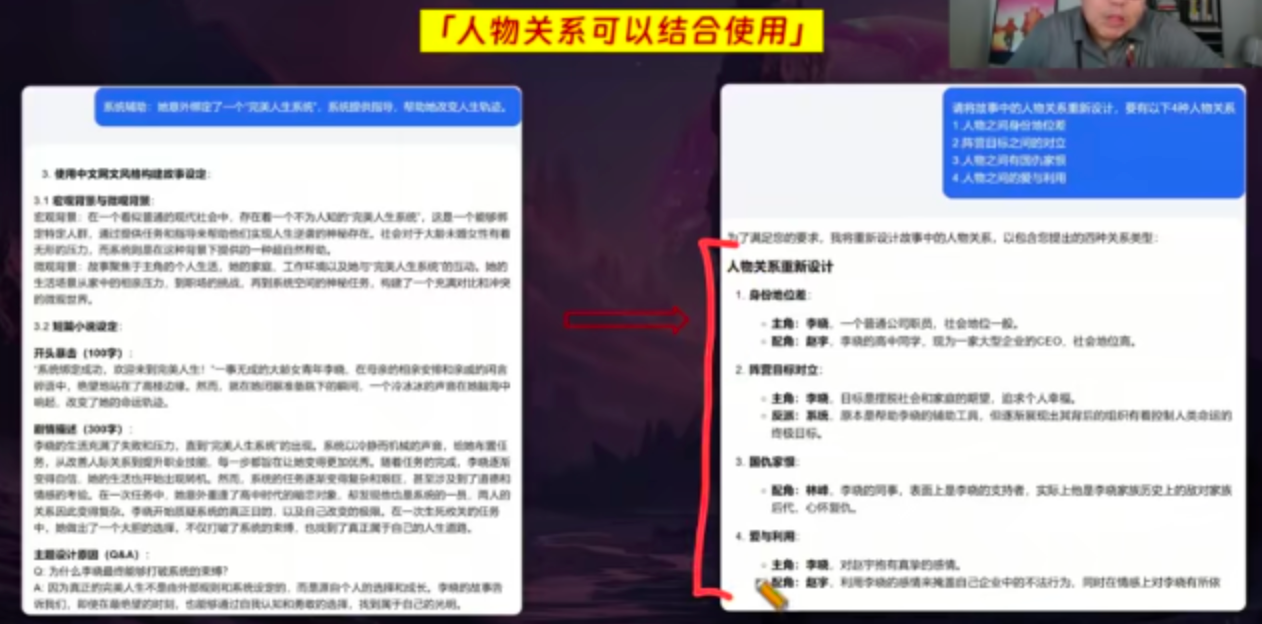 「人物关系可以结合使用」
系统辅助：她意外绑定了一个“完美人生系统”，系统提供指导，帮助她改变人生轨迹。
3. 使用中文网文风格构建故事设定：
3.1 宏观背景与微观背景：
宏观背景：在一个看似普通的现代社会中，存在着一个不为人知的“完美人生系统”，这是一个能够绑
定特定人群，通过提供任务和指导来帮助他们实现人生逆袭的神秘存在。社会对于大龄未婚女性有着
无形的压力，而系统则是在这种背景下提供的一种超自然帮助。
微观背景：故事聚焦于主角的个人生活，她的家庭、工作环境以及她与“完美人生系统”的互动。她的
生活场景从家中的相亲压力，到职场的挑战，再到系统空间的神秘任务，构建了一个充满对比和冲突
的微观世界。
3.2 短篇小说设定：
开头暴击（100字）：
“系统绑定成功，欢迎来到完美人生！”一事无成的大龄女青年李晓，在母亲的相亲安排和亲戚的闲言
碎语中，绝望地站在了高楼边缘。然而，就在她闭眼准备跳下的瞬间，一个冷冰冰的声音在她脑海中
响起，改变了她的命运轨迹。
剧情描述（300字）：
李晓的生活充满了失败和压力，直到“完美人生系统”的出现。系统以冷静而机械的声音，给她布置任
务，从改善人际关系到提升职业技能，每一步都旨在让她变得更加优秀。随着任务的完成，李晓逐渐
变得自信，她的生活也开始出现转机。然而，系统的任务逐渐变得复杂和艰巨，甚至涉及到了道德和
情感的考验。在一次任务中，她意外重逢了高中时代的暗恋对象，却发现他也是系统的一员，两人的
关系因此变得复杂。李晓开始质疑系统的真正目的，以及自己改变的极限。在一次生死攸关的任务
中，她做出了一个大胆的选择，不仅打破了系统的束缚，也找到了真正属于自己的人生道路。
主题设计原因（Q&A）：
Q: 为什么李晓最终能够打破系统的束缚？
A: 因为真正的完美人生不是由外部规则和系统设定的，而是源自个人的选择和成长。李晓的故事告
诉我们，即使在最绝望的时刻，也能够通过自我认知和勇敢的选择，找到属于自己的光明。
请将故事中的人物关系重新设计，要有以下4种人物关系
1.人物之间身份地位差
2.阵营目标之间的对立
3.人物之间有国仇家恨
4.人物之间的爱与利用
为了满足您的要求，我将重新设计故事中的人物关系，以包含您提出的四种关系类型：
人物关系重新设计
1. 身份地位差：
主角：李晓，一个普通公司职员，社会地位一般。
配角：赵宇，李晓的高中同学，现为一家大型企业的CEO，社会地位高。
2. 阵营目标对立：
主角：李晓，目标是摆脱社会和家庭的期望，追求个人幸福。
反派：系统，原本是帮助李晓的辅助工具，但逐渐展现出其背后的组织有着控制人类命运的
终极目标。
3. 国仇家恨：
配角：林峰，李晓的同事，表面上是李晓的支持者，实际上他是李晓家族历史上的敌对家族
后代，心怀复仇。
4. 爱与利用：
主角：李晓，对赵宇抱有真挚的感情。
配角：赵宇，利用李晓的感情来掩盖自己企业中的不法行为，同时在情感上对李晓有所依